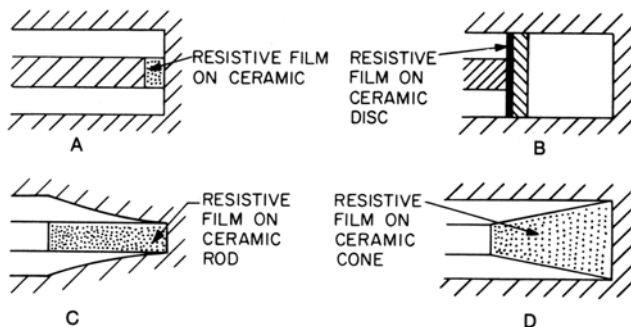 RESISTIVE FILM
ON CERAMIC
A
RESISTIVE
FILM ON
CERAMIC
DISC
B
RESISTIVE
FILM ON
CERAMIC
ROD
C
RESISTIVE
FILM ON
CERAMIC
CONE
D